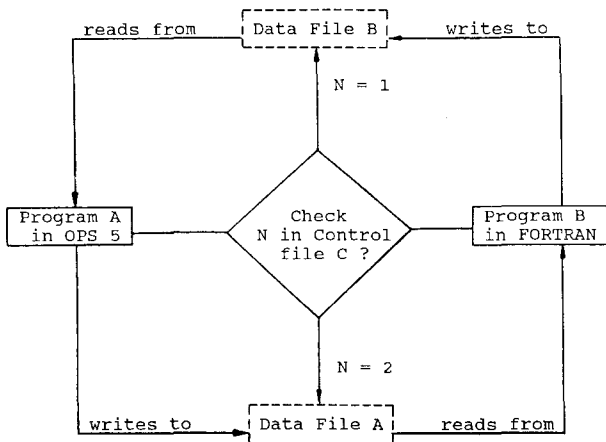 reads from
Data File B
writes to
N = 1
Program A
in OPS 5
Check
N in Control
file C ?
Program B
in FORTRAN
N = 2
writes to
Data File A
reads from